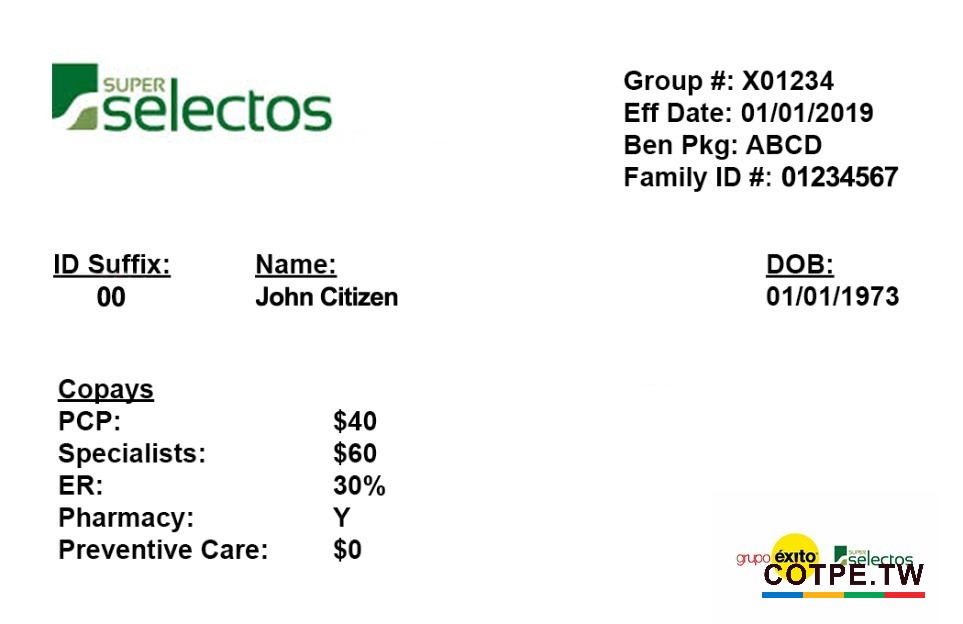 SUPER
selectos
Group #: X01234
Eff Date: 01/01/2019
Ben Pkg: ABCD
Family ID #: 01234567
ID Suffix:
00
Name:
John Citizen
DOB:
01/01/1973
Copays
PCP: $40
Specialists: $60
ER: 30%
Pharmacy: Y
Preventive Care: $0
grupo éxito
SUPER
selectos
COTPE.TW